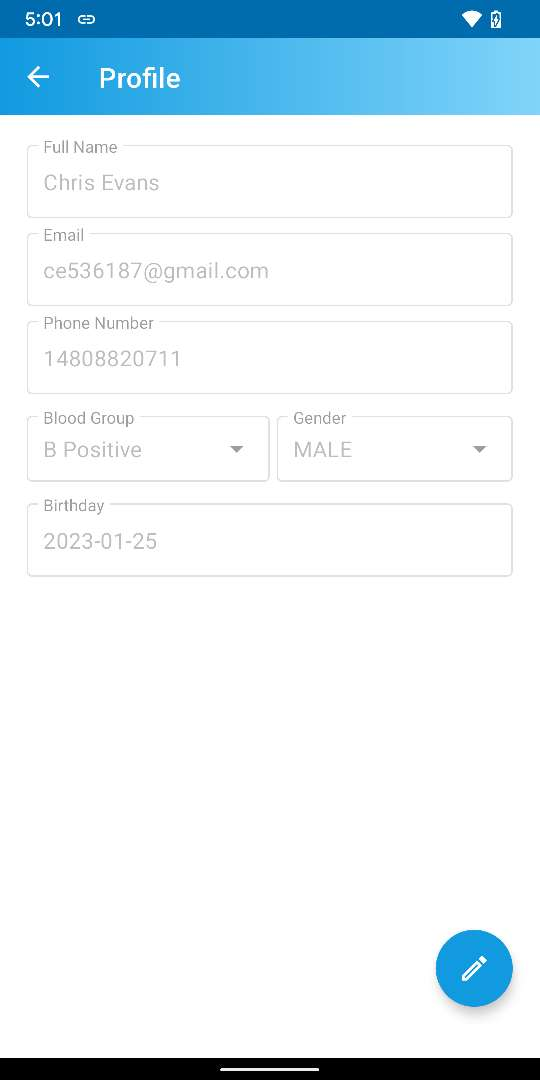 5:01
Profile
Full Name
Chris Evans
Email
ce536187@gmail.com
Phone Number
14808820711
Blood Group
B Positive
Gender
MALE
Birthday
2023-01-25